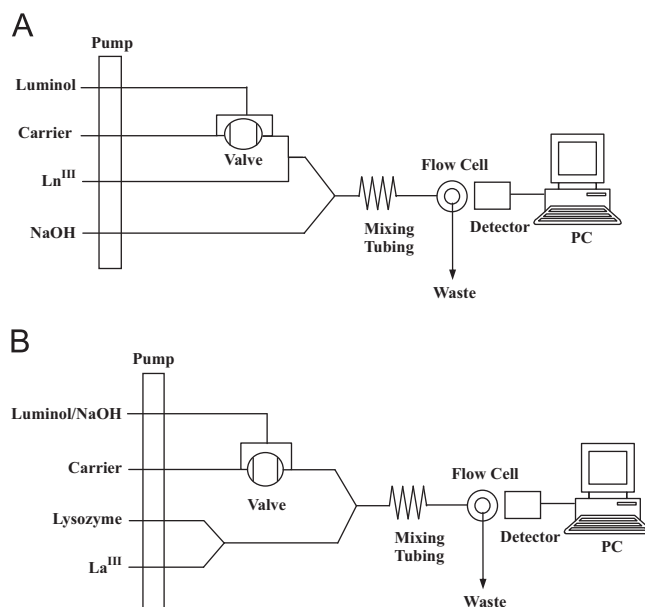 A
Pump
Luminol
Carrier
Valve
Ln^III
NaOH
Mixing
Tubing
Flow Cell
Detector
PC
Waste
B
Pump
Luminol/NaOH
Carrier
Valve
Lysozyme
La^III
Mixing
Tubing
Flow Cell
Detector
PC
Waste